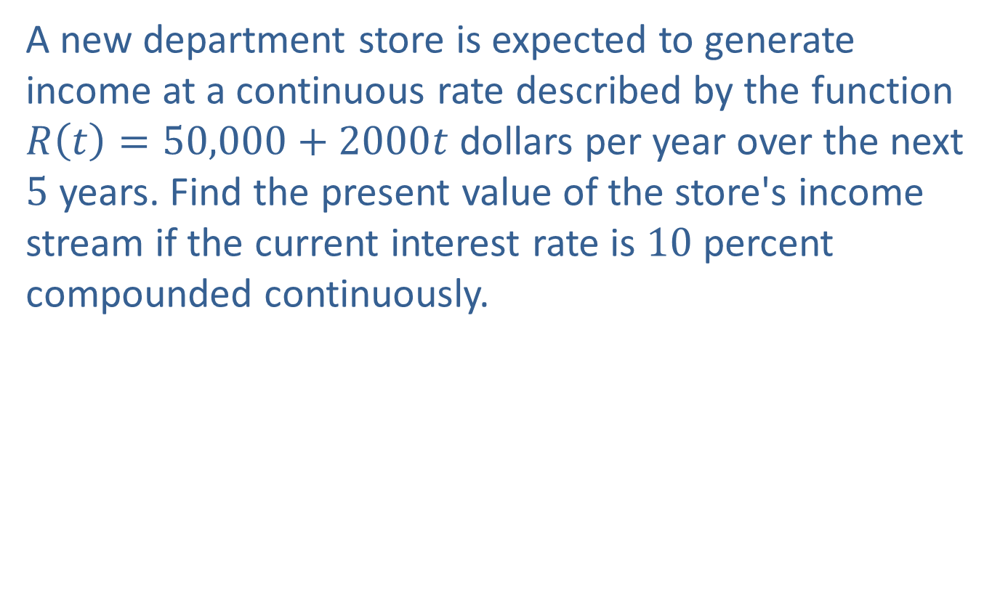 A new department store is expected to generate
income at a continuous rate described by the function
R(t) = 50,000 + 2000t dollars per year over the next
5 years. Find the present value of the store's income
stream if the current interest rate is 10 percent
compounded continuously.